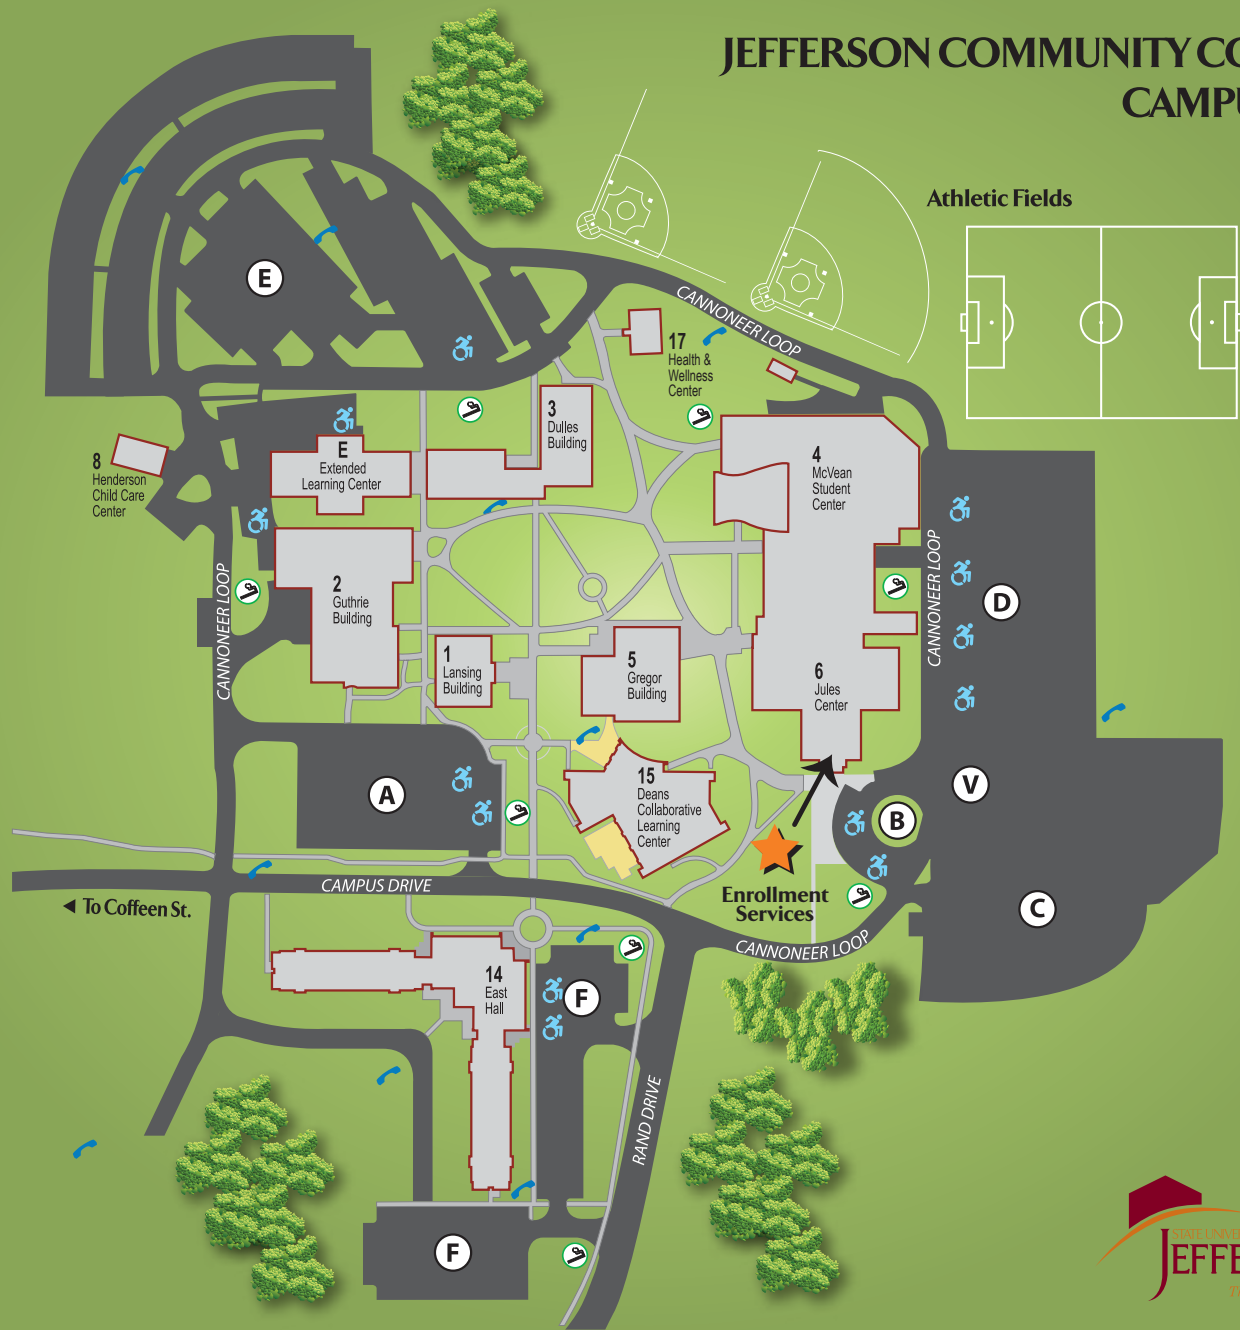 JEFFERSON COMMUNITY
Athletic Fields
E
CANNONEER LOOP
17
Health &
Wellness
Center
3
Dulles
Building
8
Henderson
Child Care
Center
E
Extended
Learning Center
4
McVean
Student
Center
2
Guthrie
Building
CANNONEER LOOP
CANNONEER LOOP
D
1
Lansing
Building
5
Gregor
Building
6
Jules
Center
A
15
Deans
Collaborative
Learning
Center
V
B
CAMPUS DRIVE
To Coffeen St.
Enrollment
Services
C
CANNONEER LOOP
14
East
Hall
F
RAND DRIVE
F